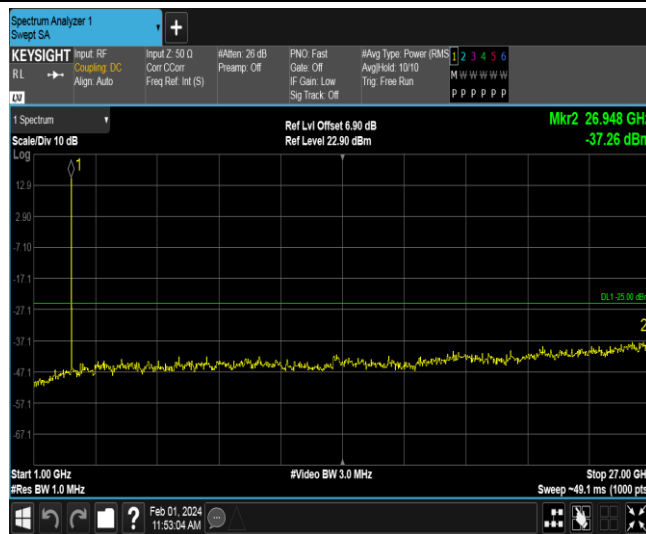 Spectrum Analyzer 1
Swept SA
+
KEYSIGHT
RL
LXI
Input: RF
Coupling: DC
Align: Auto
Input Z: 50 Ω
Corr CCorr
Freq Ref: Int (S)
#Atten: 26 dB
Preamp: Off
PNO: Fast
Gate: Off
IF Gain: Low
Sig Track: Off
#Avg Type: Power (RMS
Avg|Hold: 10/10
Trig: Free Run
1 2 3 4 5 6
M W W W W W
P P P P P P
1 Spectrum
Scale/Div 10 dB
Log
Ref Lvl Offset 6.90 dB
Ref Level 22.90 dBm
Mkr2 26.948 GHz
-37.26 dBm
1
12.9
2.90
-7.10
-17.1
DL1 -25.00 dBm
-27.1
2
-37.1
-47.1
-57.1
-67.1
Start 1.00 GHz
#Res BW 1.0 MHz
#Video BW 3.0 MHz
Stop 27.00 GHz
Sweep ~49.1 ms (1000 pts)
?
Feb 01, 2024
11:53:04 AM